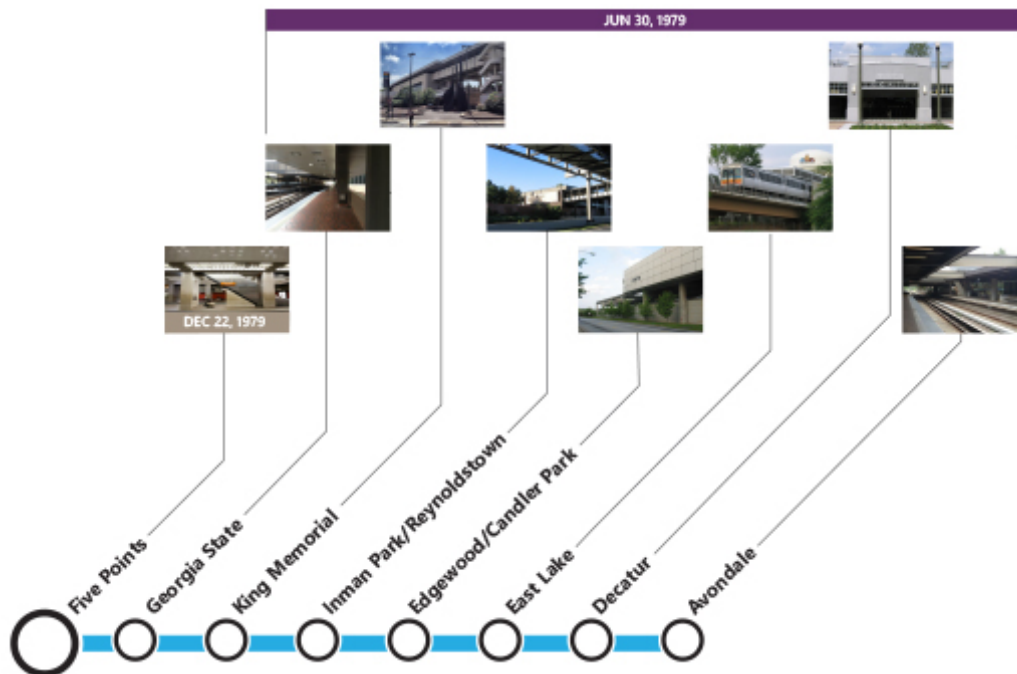 JUN 30, 1979
DEC 22, 1979
Five Points
Georgia State
King Memorial
Inman Park/Reynoldstown
Edgewood/Candler Park
East Lake
Decatur
Avondale